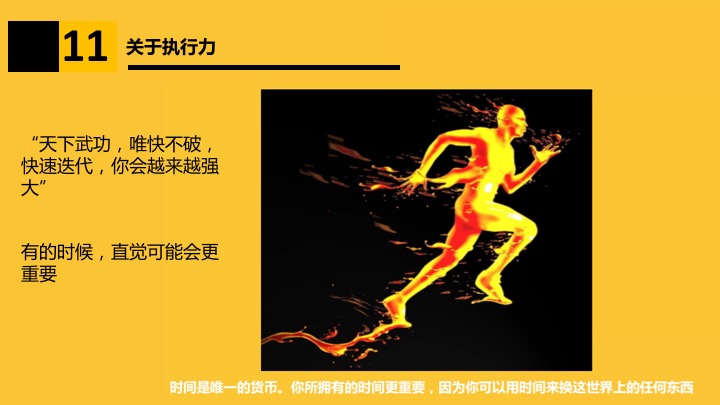 11 关于执行力
“天下武功，唯快不破，
快速迭代，你会越来越强
大”
有的时候，直觉可能会更
重要
时间是唯一的货币。你所拥有的时间更重要，因为你可以用时间来换这世界上的任何东西